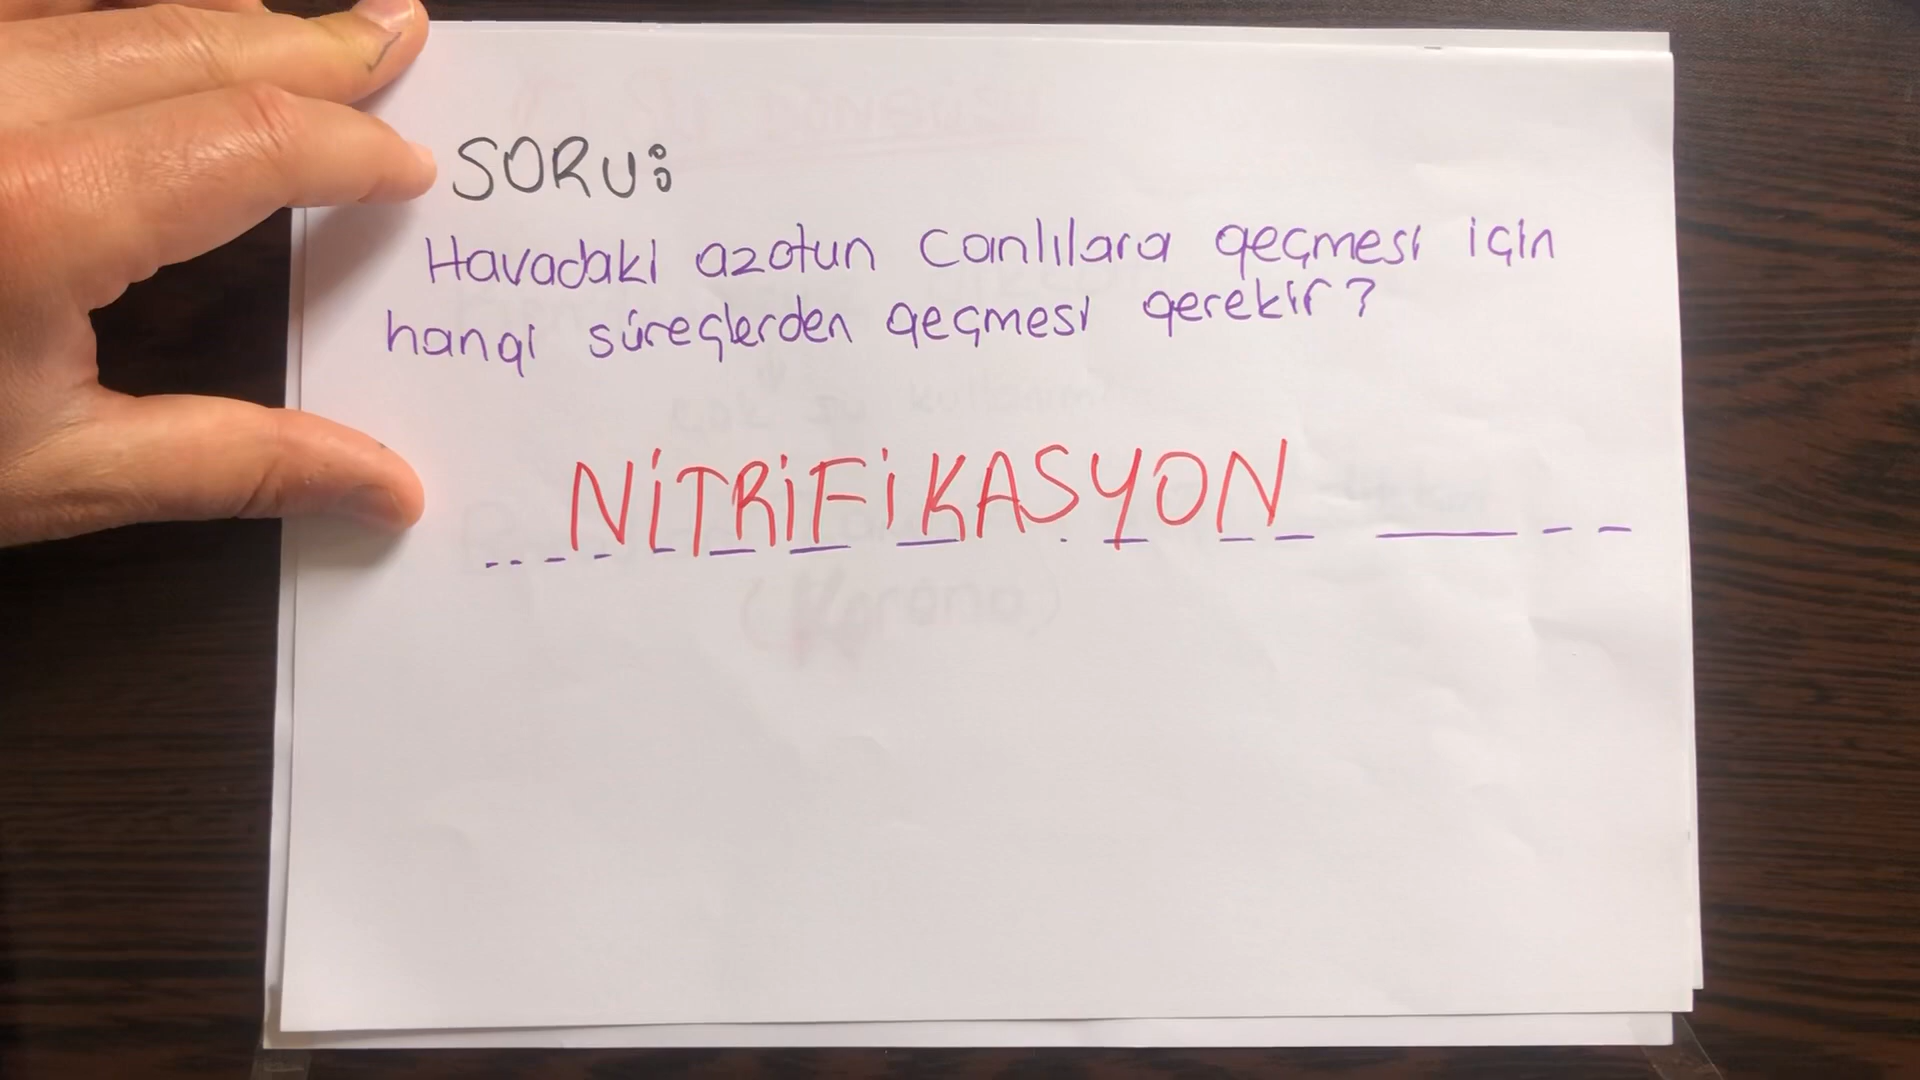 SORU:
Havadaki azotun canlılara geçmesi için
hangi süreçlerden geçmesi gerekir?
NİTRİFİKASYON